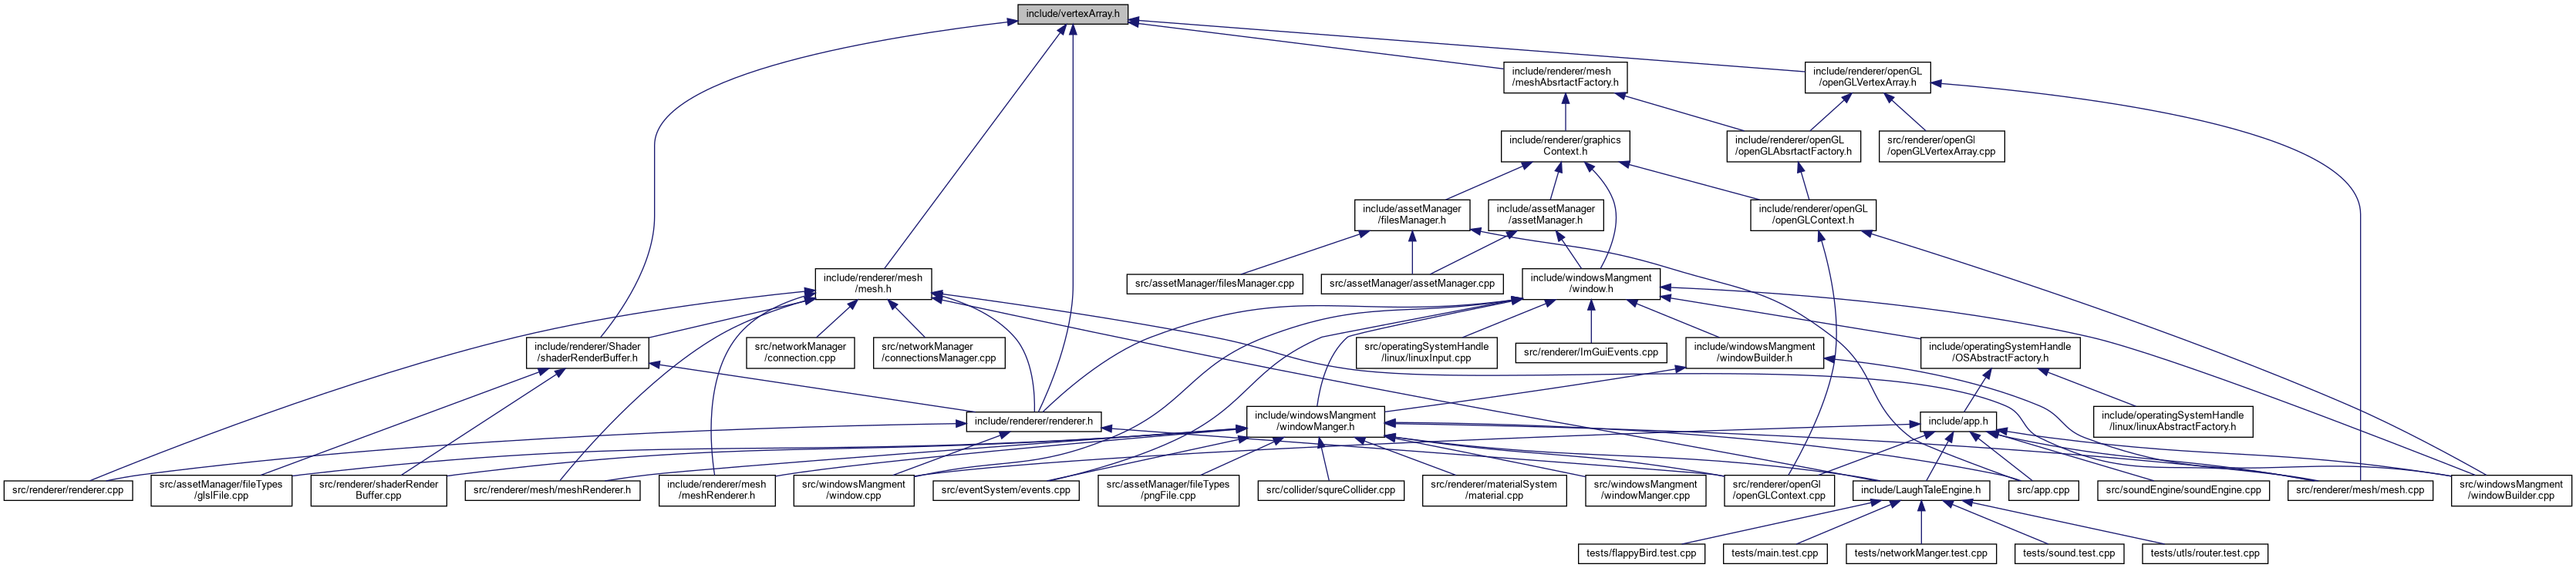 include/vertexArray.h
include/renderer/mesh
/meshAbsrtactFactory.h
include/renderer/openGL
/openGLVertexArray.h
include/renderer/graphics
Context.h
include/renderer/openGL
/openGLAbsrtactFactory.h
src/renderer/openGl
/openGLVertexArray.cpp
include/assetManager
/filesManager.h
include/assetManager
/assetManager.h
include/renderer/openGL
/openGLContext.h
include/renderer/mesh
/mesh.h
src/assetManager/filesManager.cpp
src/assetManager/assetManager.cpp
include/windowsMangment
/window.h
include/renderer/Shader
/shaderRenderBuffer.h
src/networkManager
/connection.cpp
src/networkManager
/connectionsManager.cpp
src/operatingSystemHandle
/linux/linuxInput.cpp
src/renderer/ImGuiEvents.cpp
include/windowsMangment
/windowBuilder.h
include/operatingSystemHandle
/OSAbstractFactory.h
include/renderer/renderer.h
include/windowsMangment
/windowManger.h
include/app.h
include/operatingSystemHandle
/linux/linuxAbstractFactory.h
src/renderer/renderer.cpp
src/assetManager/fileTypes
/glslFile.cpp
src/renderer/shaderRender
Buffer.cpp
src/renderer/mesh/meshRenderer.h
include/renderer/mesh
/meshRenderer.h
src/windowsMangment
/window.cpp
src/eventSystem/events.cpp
src/assetManager/fileTypes
/pngFile.cpp
src/collider/squreCollider.cpp
src/renderer/materialSystem
/material.cpp
src/windowsMangment
/windowManger.cpp
src/renderer/openGl
/openGLContext.cpp
include/LaughTaleEngine.h
src/app.cpp
src/soundEngine/soundEngine.cpp
src/renderer/mesh/mesh.cpp
src/windowsMangment
/windowBuilder.cpp
tests/flappyBird.test.cpp
tests/main.test.cpp
tests/networkManger.test.cpp
tests/sound.test.cpp
tests/utls/router.test.cpp